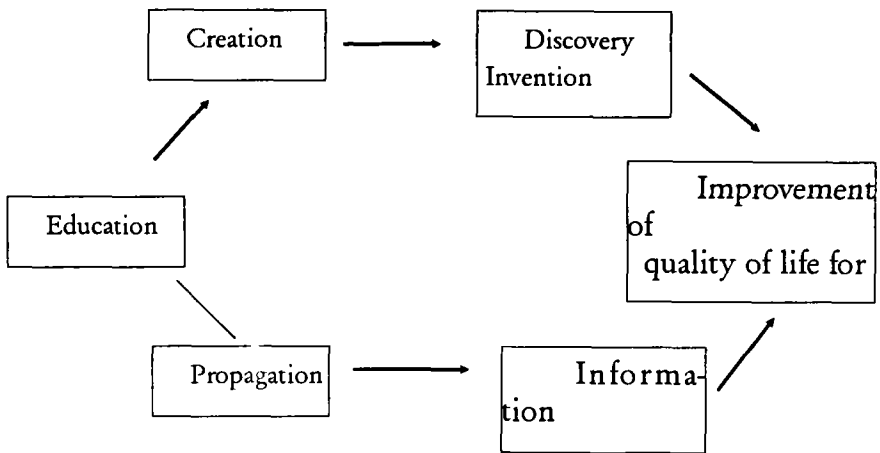 Creation
Discovery
Invention
Education
Improvement
of
quality of life for
Propagation
Informa-
tion